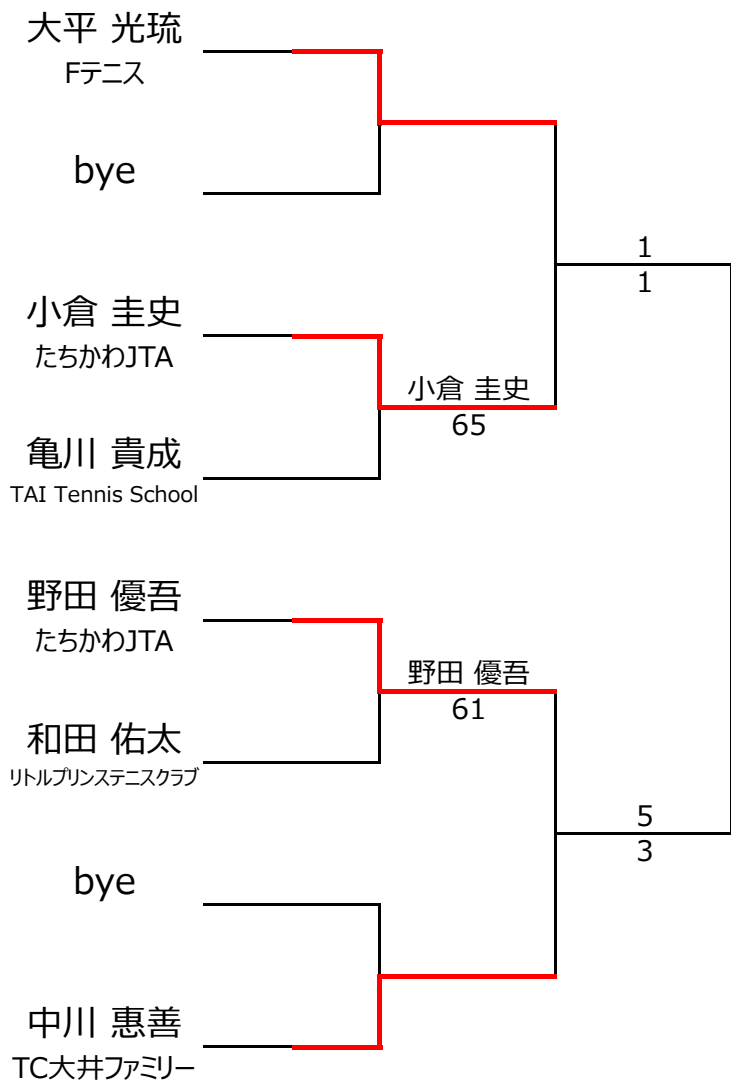 大平 光琉
Fテニス
bye
小倉 圭史
たちかわJTA
亀川 貴成
TAI Tennis School
野田 優吾
たちかわJTA
和田 佑太
リトルプリンステニスクラブ
bye
中川 惠善
TC大井ファミリー
小倉 圭史
65
野田 優吾
61
1
1
5
3